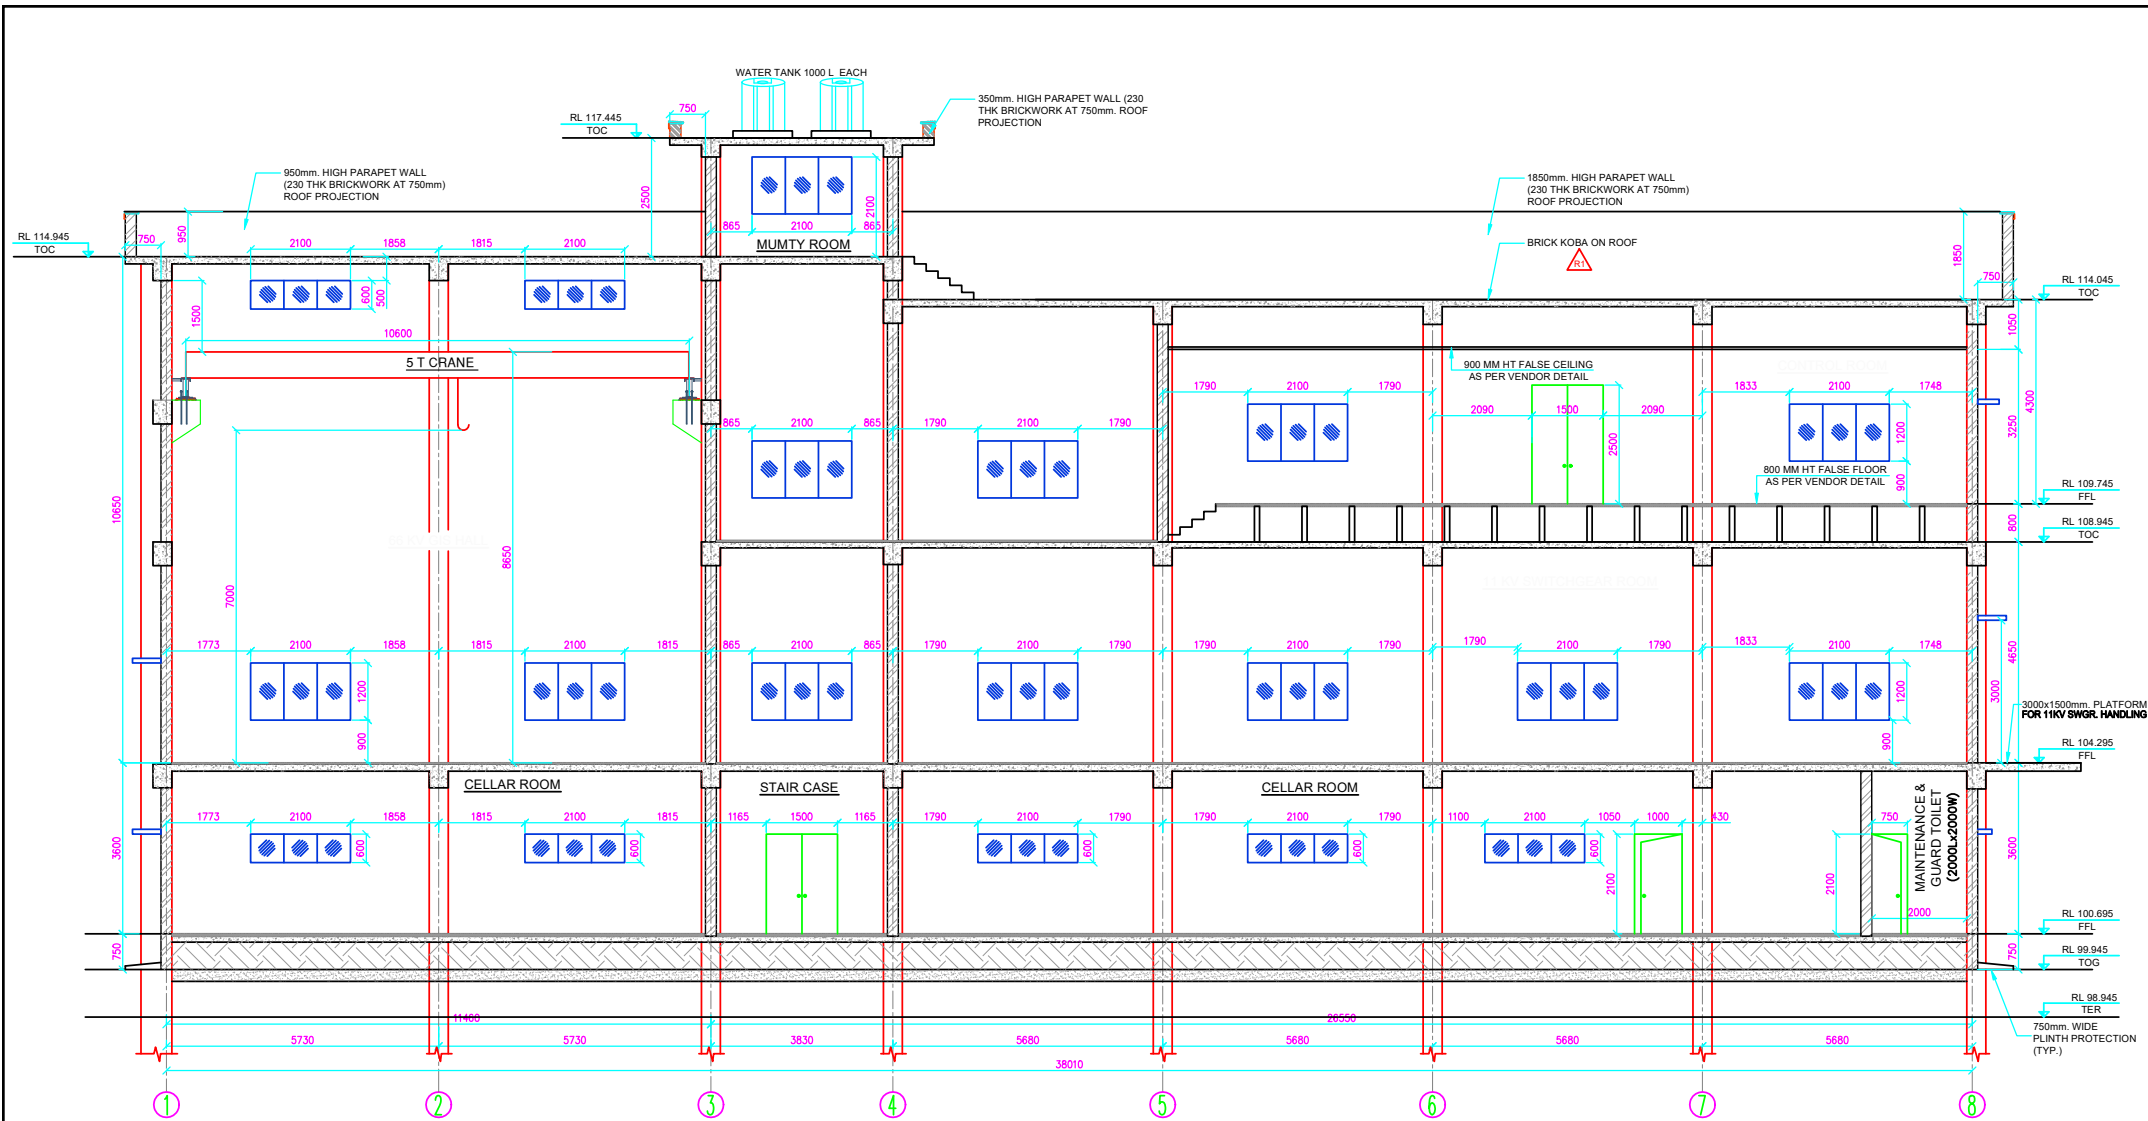 WATER TANK 1000 L EACH
750
350mm. HIGH PARAPET WALL (230
THK BRICKWORK AT 750mm. ROOF
PROJECTION
RL 117.445
TOC
950mm. HIGH PARAPET WALL
(230 THK BRICKWORK AT 750mm)
ROOF PROJECTION
2500
2100
1850mm. HIGH PARAPET WALL
(230 THK BRICKWORK AT 750mm)
ROOF PROJECTION
RL 114.945
TOC
750
950
2100
1858
1815
2100
865
2100
865
MUMTY ROOM
BRICK KOBA ON ROOF
R1
1850
750
RL 114.045
TOC
600
500
1500
10600
5 T CRANE
1050
900 MM HT FALSE CEILING
AS PER VENDOR DETAIL
1790
2100
1790
1833
2100
1748
2090
1500
2090
4300
3250
865
2100
865
1790
2100
1790
2500
1200
800 MM HT FALSE FLOOR
AS PER VENDOR DETAIL
900
RL 109.745
FFL
10650
800
RL 108.945
TOC
8650
7000
1773
2100
1858
1815
2100
1815
865
2100
865
1790
2100
1790
1790
2100
1790
1790
2100
1790
1833
2100
1748
4650
1200
900
1200
900
3000
3000x1500mm. PLATFORM
FOR 11KV SWGR. HANDLING
RL 104.295
FFL
CELLAR ROOM
STAIR CASE
CELLAR ROOM
MAINTENANCE &
GUARD TOILET
(2000Lx2000W)
1773
2100
1858
1815
2100
1815
1165
1500
1165
1790
2100
1790
1790
2100
1790
1100
2100
1050
1000
430
750
3600
600
600
600
600
600
2100
2100
3600
2000
RL 100.695
FFL
750
750
RL 99.945
TOG
RL 98.945
TER
11460
26550
750mm. WIDE
PLINTH PROTECTION
(TYP.)
5730
5730
3830
5680
5680
5680
5680
38010
1
2
3
4
5
6
7
8